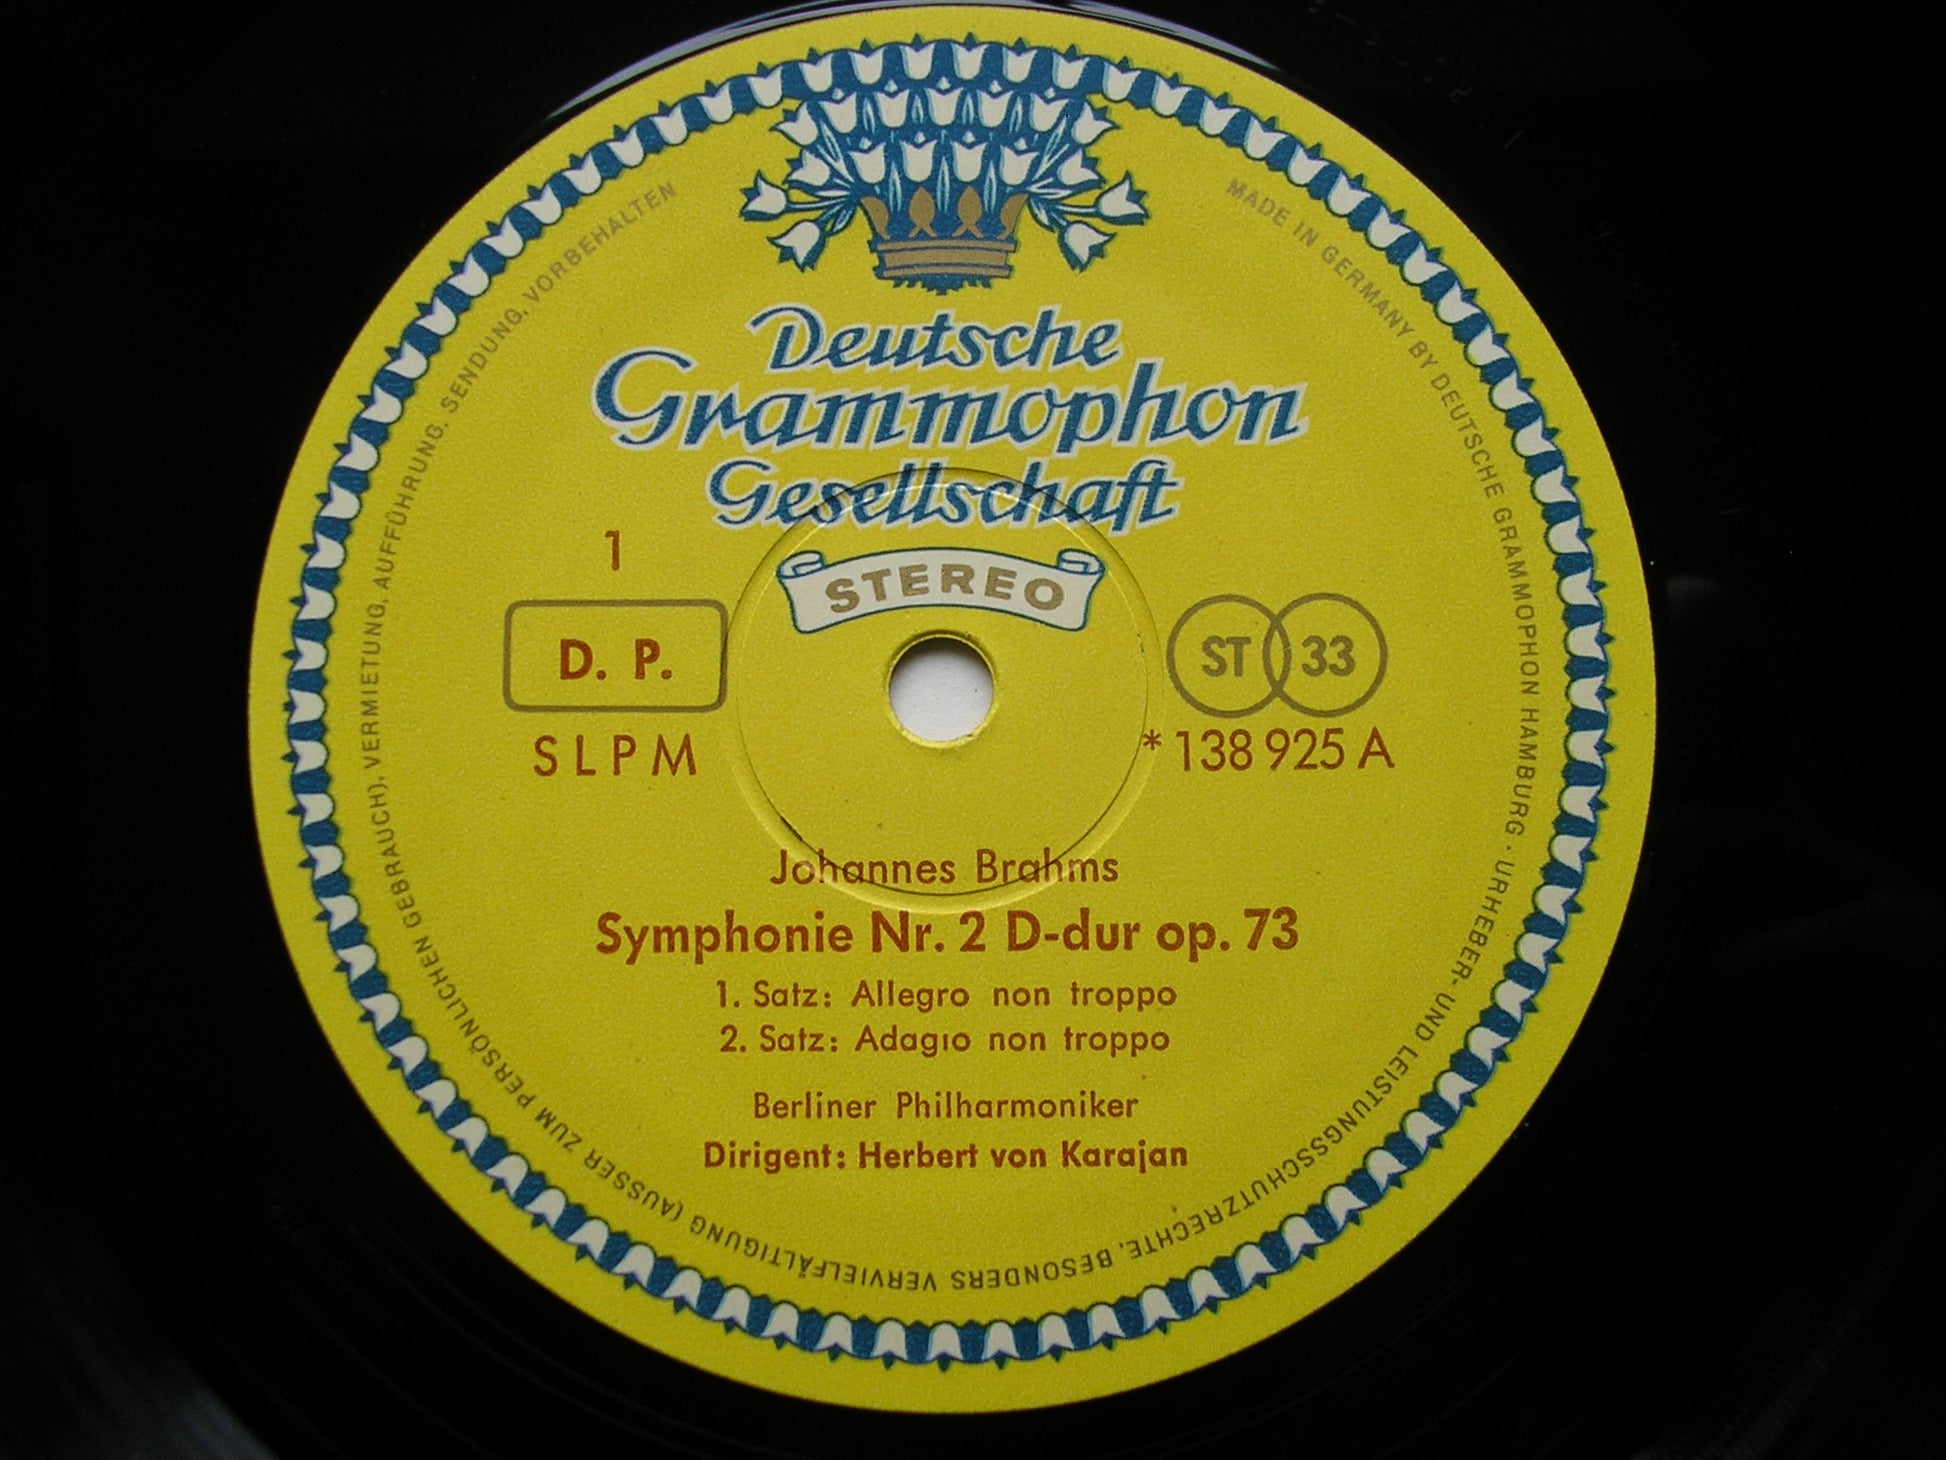 Deutsche
Grammophon
Gesellschaft
STEREO
1
D. P.
ST 33
SLPM
*138 925 A
Johannes Brahms
Symphonie Nr. 2 D-dur op. 73
1. Satz: Allegro non troppo
2. Satz: Adagio non troppo
Berliner Philharmoniker
Dirigent: Herbert von Karajan
MADE IN GERMANY BY DEUTSCHE GRAMMOPHON HAMBURG · URHEBER- UND LEISTUNGSSCHUTZRECHTE, BESONDERS VERVIELFÄLTIGUNG (AUSSER ZUM PERSÖNLICHEN GEBRAUCH), VERMIETUNG, AUFFÜHRUNG, SENDUNG, VORBEHALTEN